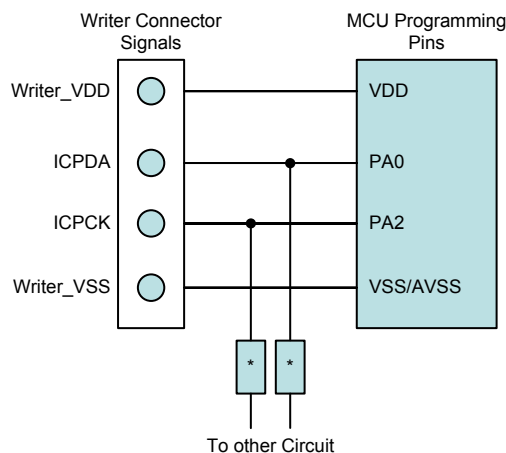 Writer Connector
Signals
MCU Programming
Pins
Writer_VDD
VDD
ICPDA
PA0
ICPCK
PA2
Writer_VSS
VSS/AVSS
*
*
To other Circuit